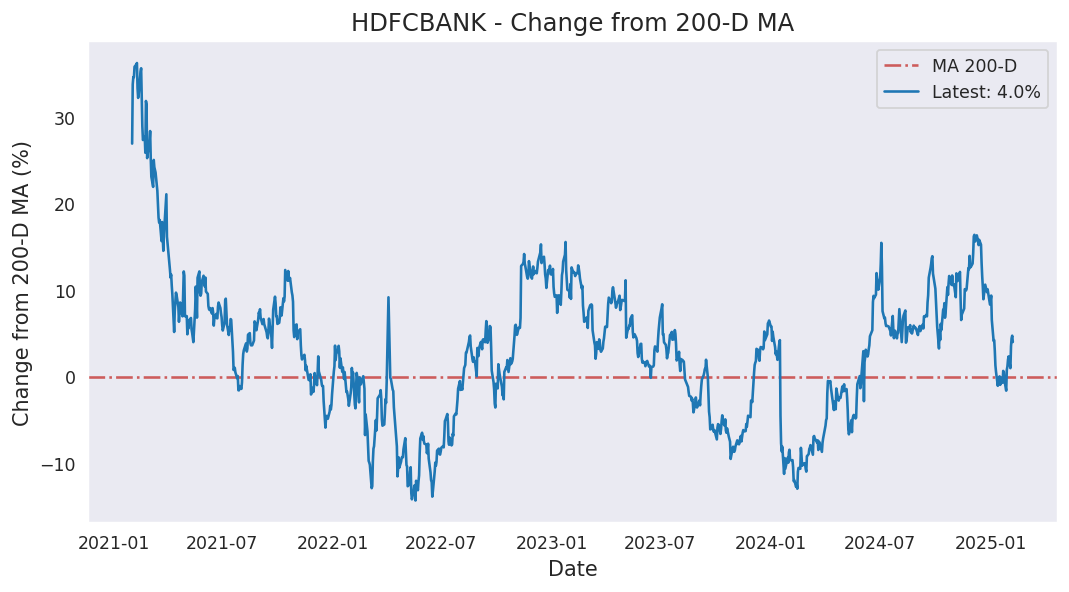 HDFCBANK - Change from 200-D MA
MA 200-D
Latest: 4.0%
Change from 200-D MA (%)
30
20
10
0
−10
2021-01 2021-07 2022-01 2022-07 2023-01 2023-07 2024-01 2024-07 2025-01
Date